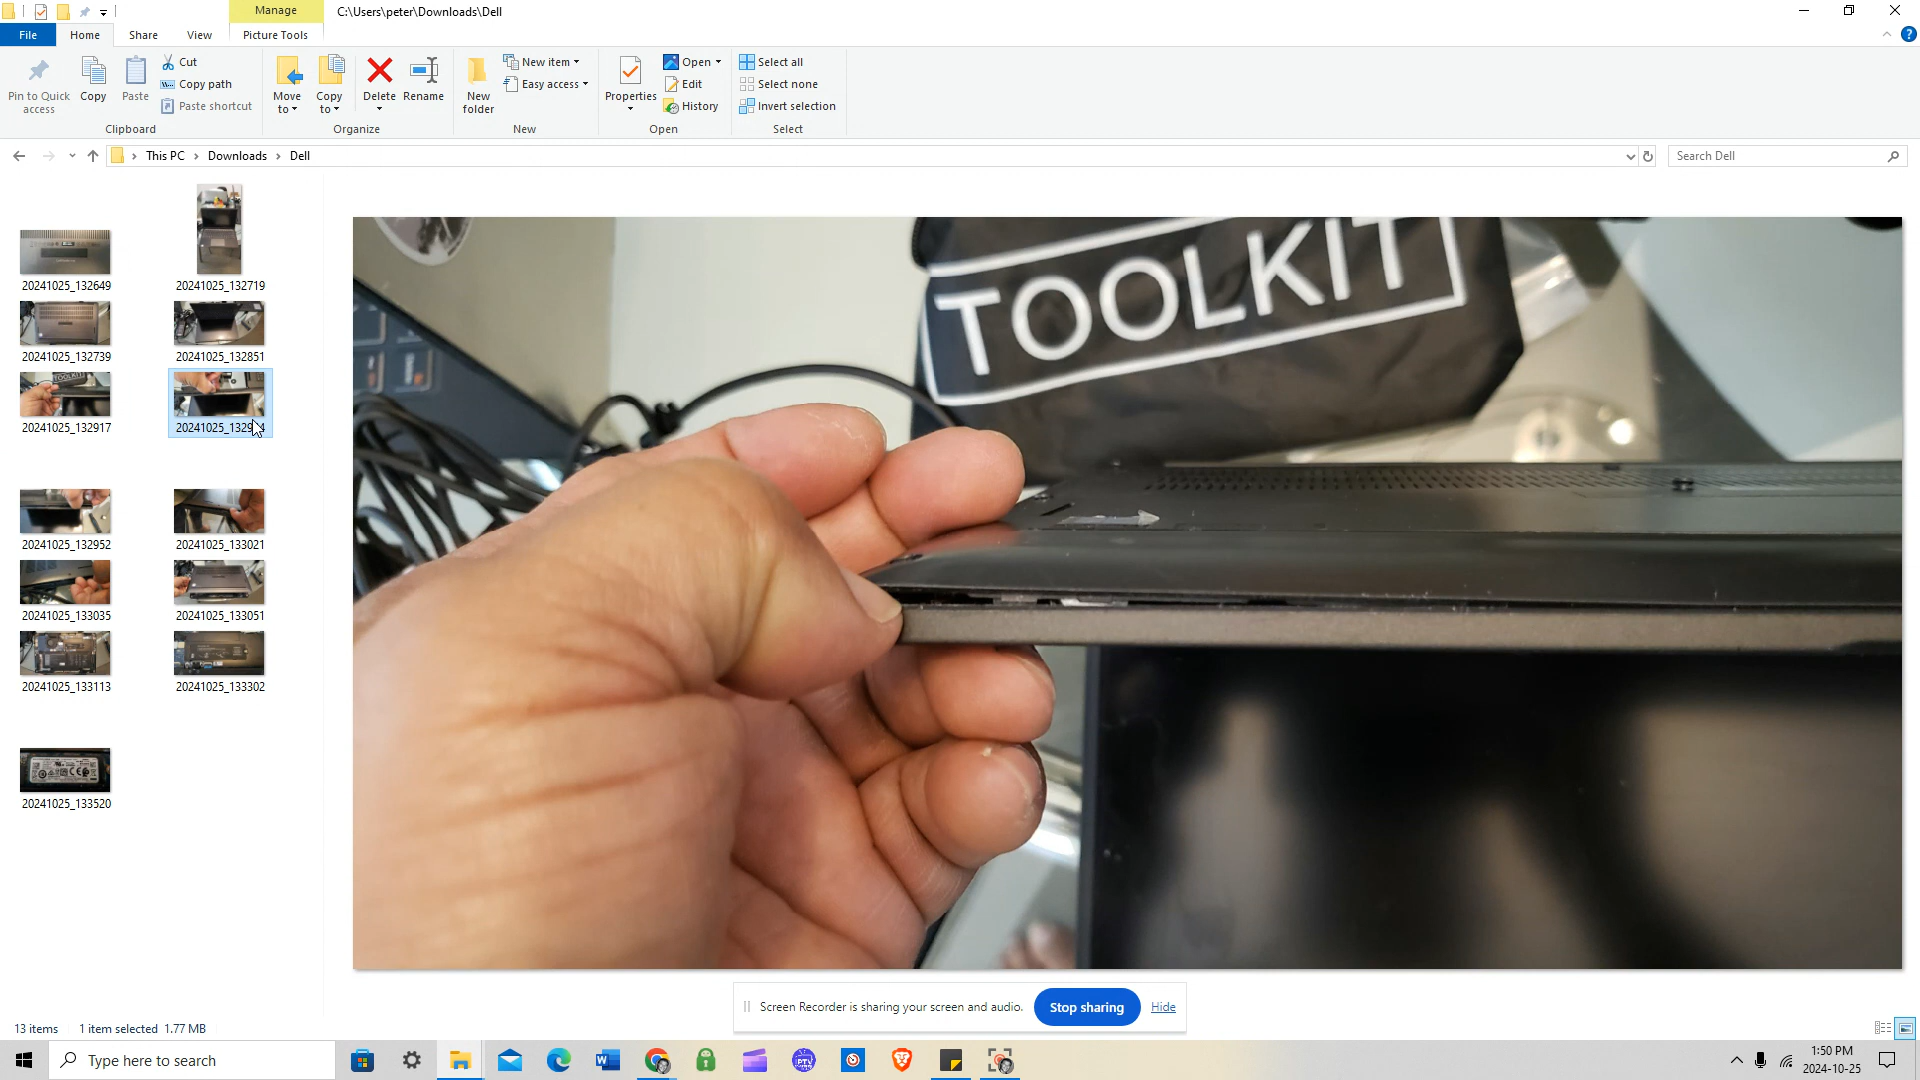 Manage
C:\Users\peter\Downloads\Dell
File
Home
Share
View
Picture Tools
Pin to Quick access
Copy
Paste
Cut
Copy path
Paste shortcut
Clipboard
Move to
Copy to
Delete
Rename
Organize
New folder
New item
Easy access
New
Properties
Open
Edit
History
Open
Select all
Select none
Invert selection
Select
This PC > Downloads > Dell
Search Dell
20241025_132649
20241025_132719
20241025_132739
20241025_132851
20241025_132917
20241025_132952
20241025_133021
20241025_133035
20241025_133051
20241025_133113
20241025_133302
20241025_133520
TOOLKIT
Screen Recorder is sharing your screen and audio.
Stop sharing
Hide
13 items
1 item selected 1.77 MB
Type here to search
1:50 PM
2024-10-25